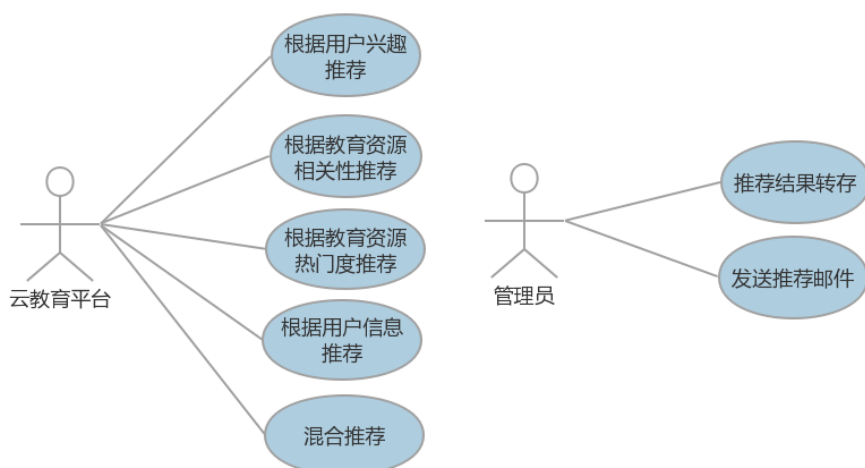 根据用户兴趣
推荐
根据教育资源
相关性推荐
根据教育资源
热门度推荐
根据用户信息
推荐
混合推荐
云教育平台
推荐结果转存
发送推荐邮件
管理员